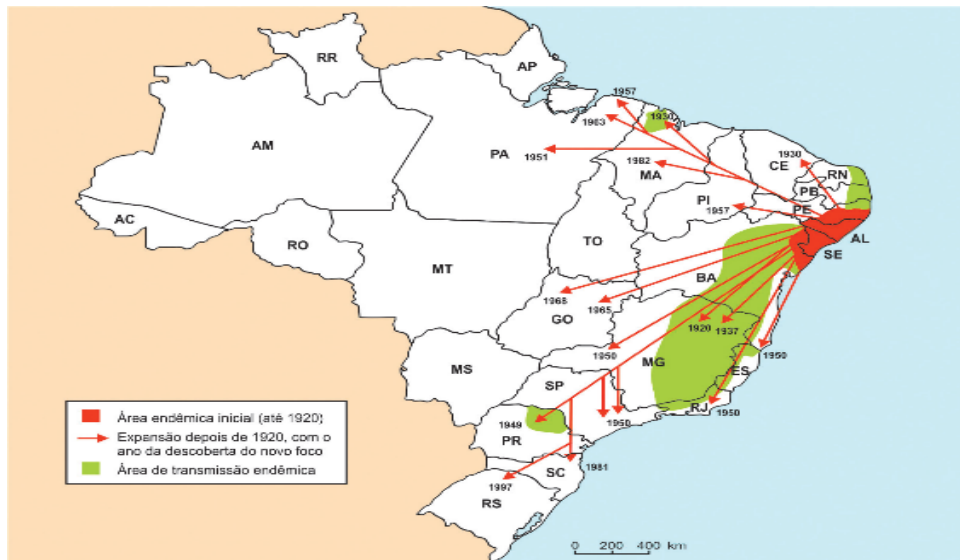 RR
AP
1957
1963
1930
AM
PA
1951
1982
MA
CE
1930
RN
PB
PE
PI
1957
AC
AL
SE
RO
TO
MT
BA
1968
1965
GO
1920
1937
1950
MG
1950
MS
ES
SP
RJ
1950
1950
1949
PR
1981
SC
1997
RS
Área endêmica inicial (até 1920)
Expansão depois de 1920, com o
ano da descoberta do novo foco
Área de transmissão endêmica
0 200 400 km